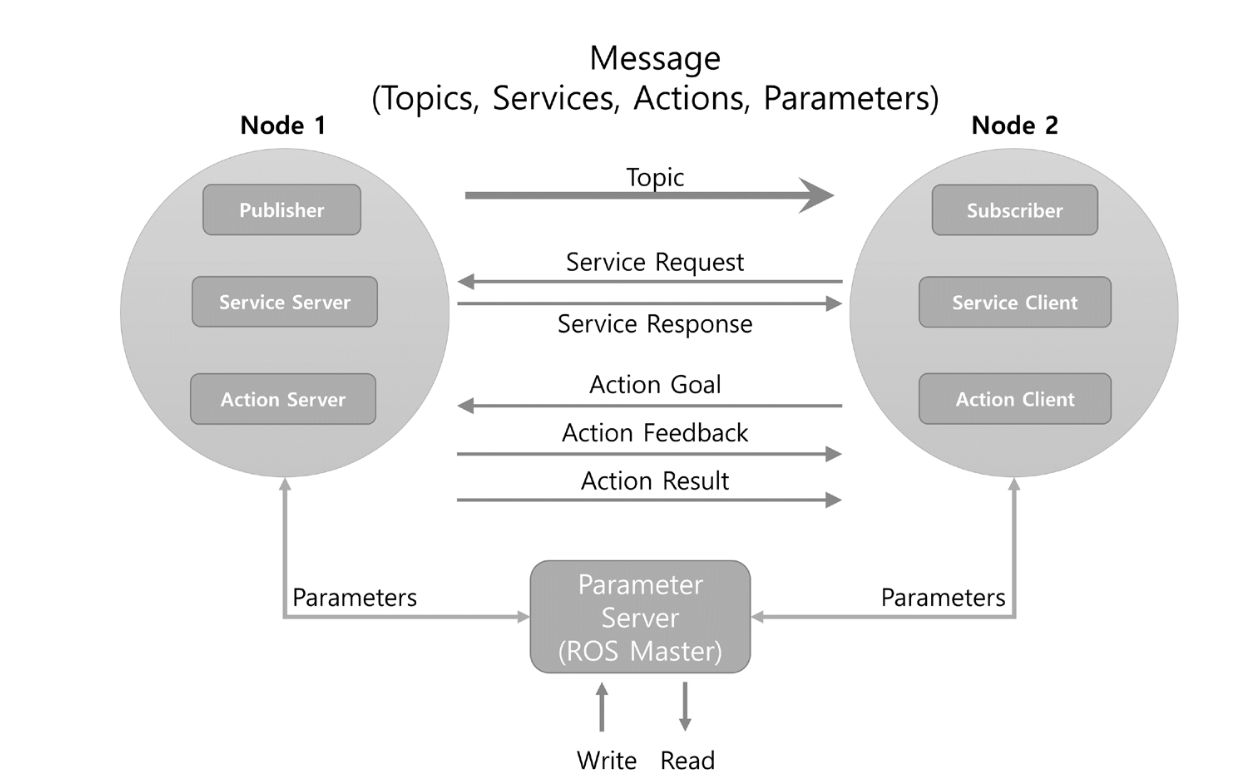 Message
(Topics, Services, Actions, Parameters)
Node 1
Node 2
Topic
Publisher
Subscriber
Service Request
Service Server
Service Client
Service Response
Action Goal
Action Server
Action Client
Action Feedback
Action Result
Parameters
Parameter
Server
(ROS Master)
Parameters
Write
Read